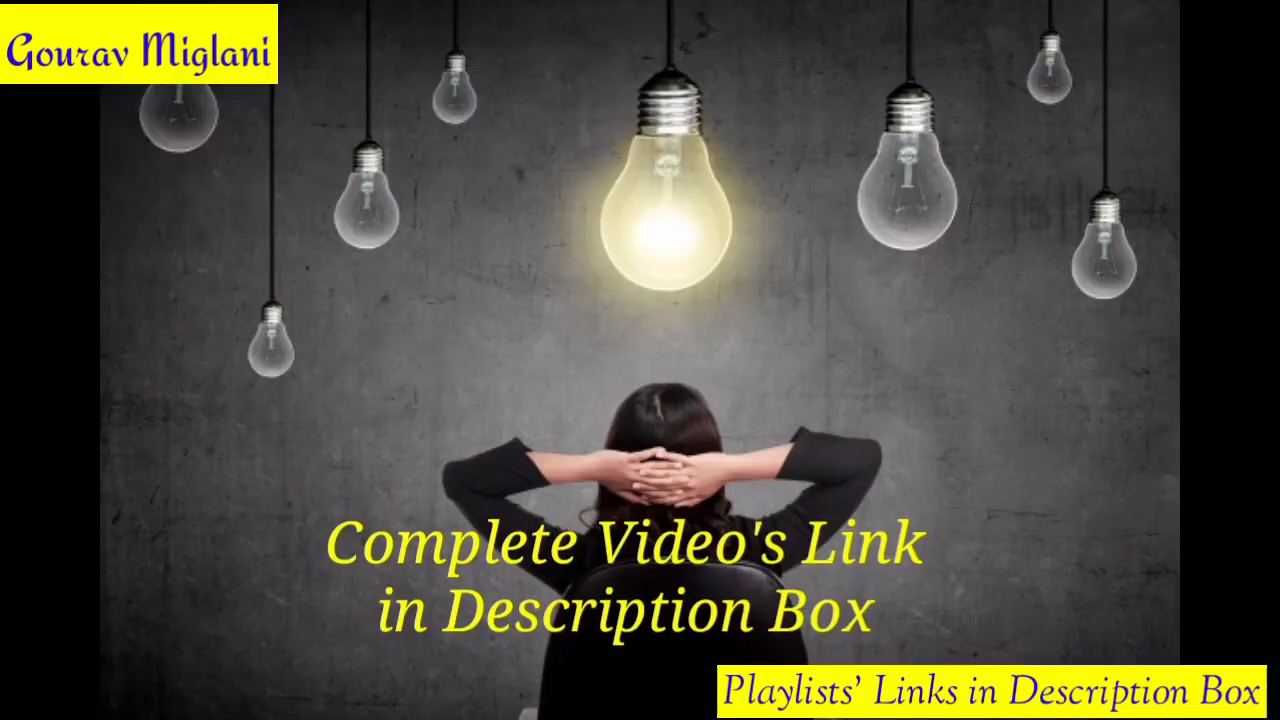 Gourav Miglani
Complete Video's Link
in Description Box
Playlists’ Links in Description Box